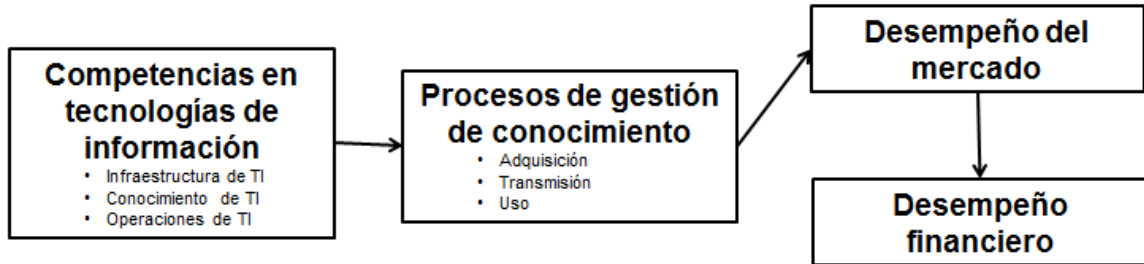 Competencias en
tecnologías de
información
• Infraestructura de TI
• Conocimiento de TI
• Operaciones de TI
Procesos de gestión
de conocimiento
• Adquisición
• Transmisión
• Uso
Desempeño del
mercado
Desempeño
financiero